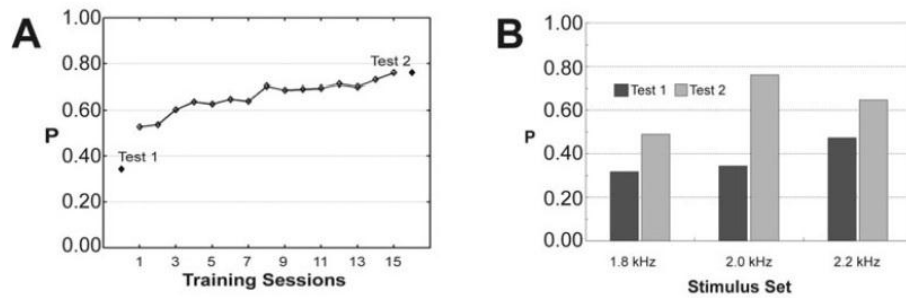 A
1.00
0.80
0.60
P
0.40
0.20
0.00
Test 1
Test 2
1 3 5 7 9 11 13 15
Training Sessions
B
1.00
0.80
0.60
P
0.40
0.20
0.00
Test 1 Test 2
1.8 kHz 2.0 kHz 2.2 kHz
Stimulus Set